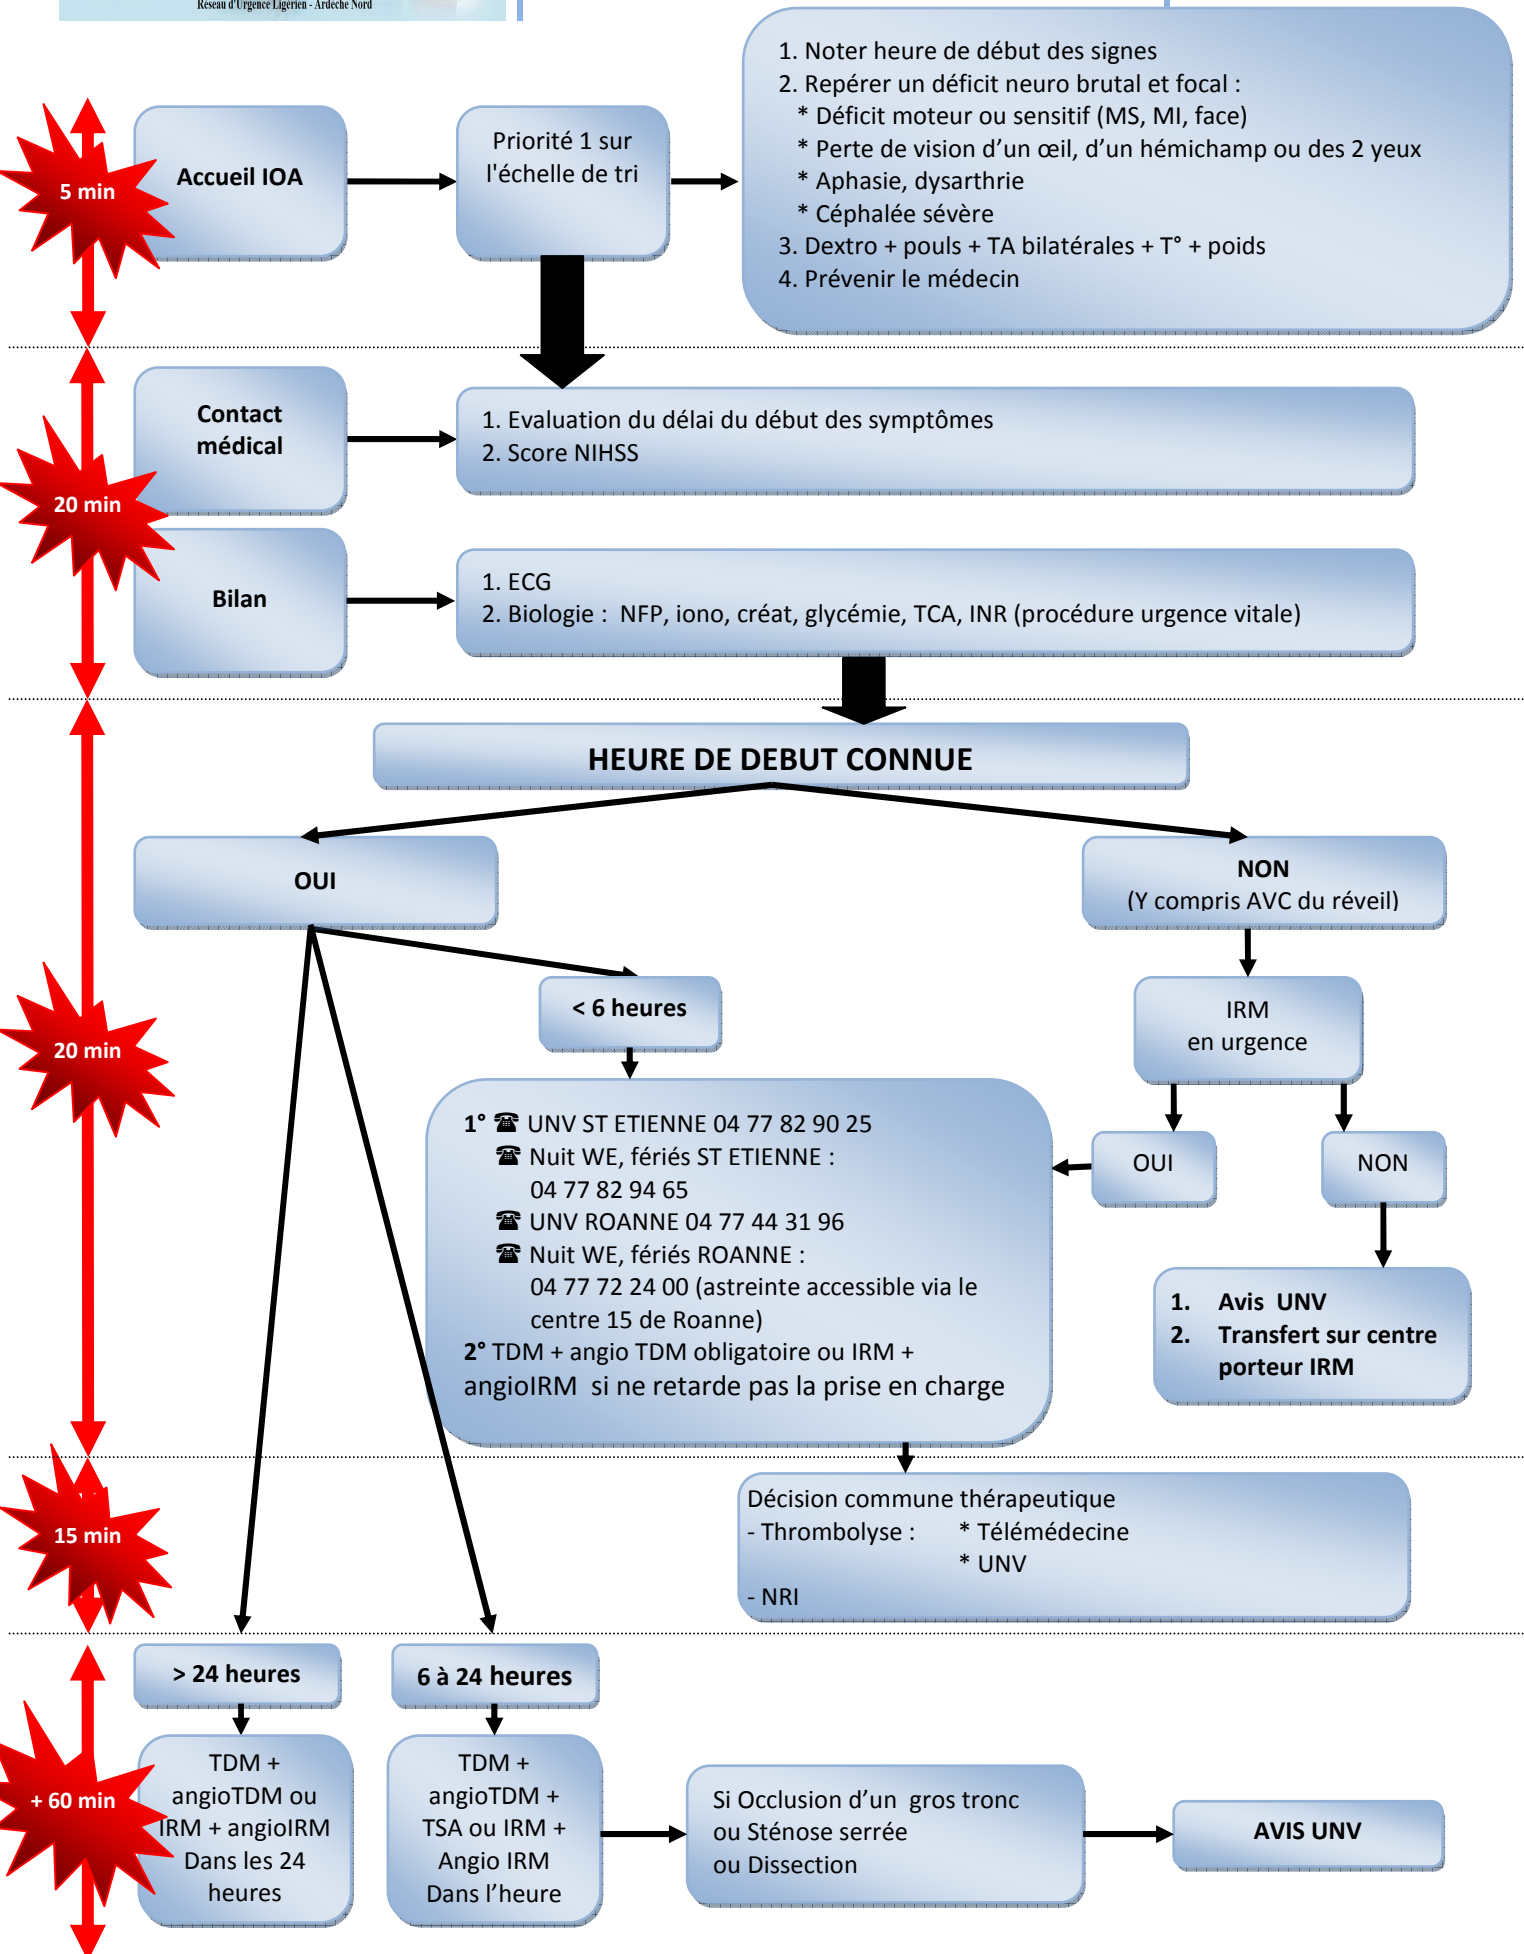 Réseau d'Urgence Ligérien - Ardèche Nord
5 min
Accueil IOA
Priorité 1 sur
l'échelle de tri
1. Noter heure de début des signes
2. Repérer un déficit neuro brutal et focal :
* Déficit moteur ou sensitif (MS, MI, face)
* Perte de vision d’un œil, d’un hémichamp ou des 2 yeux
* Aphasie, dysarthrie
* Céphalée sévère
3. Dextro + pouls + TA bilatérales + T° + poids
4. Prévenir le médecin
20 min
Contact
médical
1. Evaluation du délai du début des symptômes
2. Score NIHSS
Bilan
1. ECG
2. Biologie : NFP, iono, créat, glycémie, TCA, INR (procédure urgence vitale)
20 min
HEURE DE DEBUT CONNUE
OUI
NON
(Y compris AVC du réveil)
< 6 heures
IRM
en urgence
OUI
NON
1° ☎ UNV ST ETIENNE 04 77 82 90 25
☎ Nuit WE, fériés ST ETIENNE :
04 77 82 94 65
☎ UNV ROANNE 04 77 44 31 96
☎ Nuit WE, fériés ROANNE :
04 77 72 24 00 (astreinte accessible via le
centre 15 de Roanne)
2° TDM + angio TDM obligatoire ou IRM +
angioIRM si ne retarde pas la prise en charge
1. Avis UNV
2. Transfert sur centre
porteur IRM
15 min
Décision commune thérapeutique
- Thrombolyse : * Télémédecine
* UNV
- NRI
+ 60 min
> 24 heures
TDM +
angioTDM ou
IRM + angioIRM
Dans les 24
heures
6 à 24 heures
TDM +
angioTDM +
TSA ou IRM +
Angio IRM
Dans l’heure
Si Occlusion d’un gros tronc
ou Sténose serrée
ou Dissection
AVIS UNV